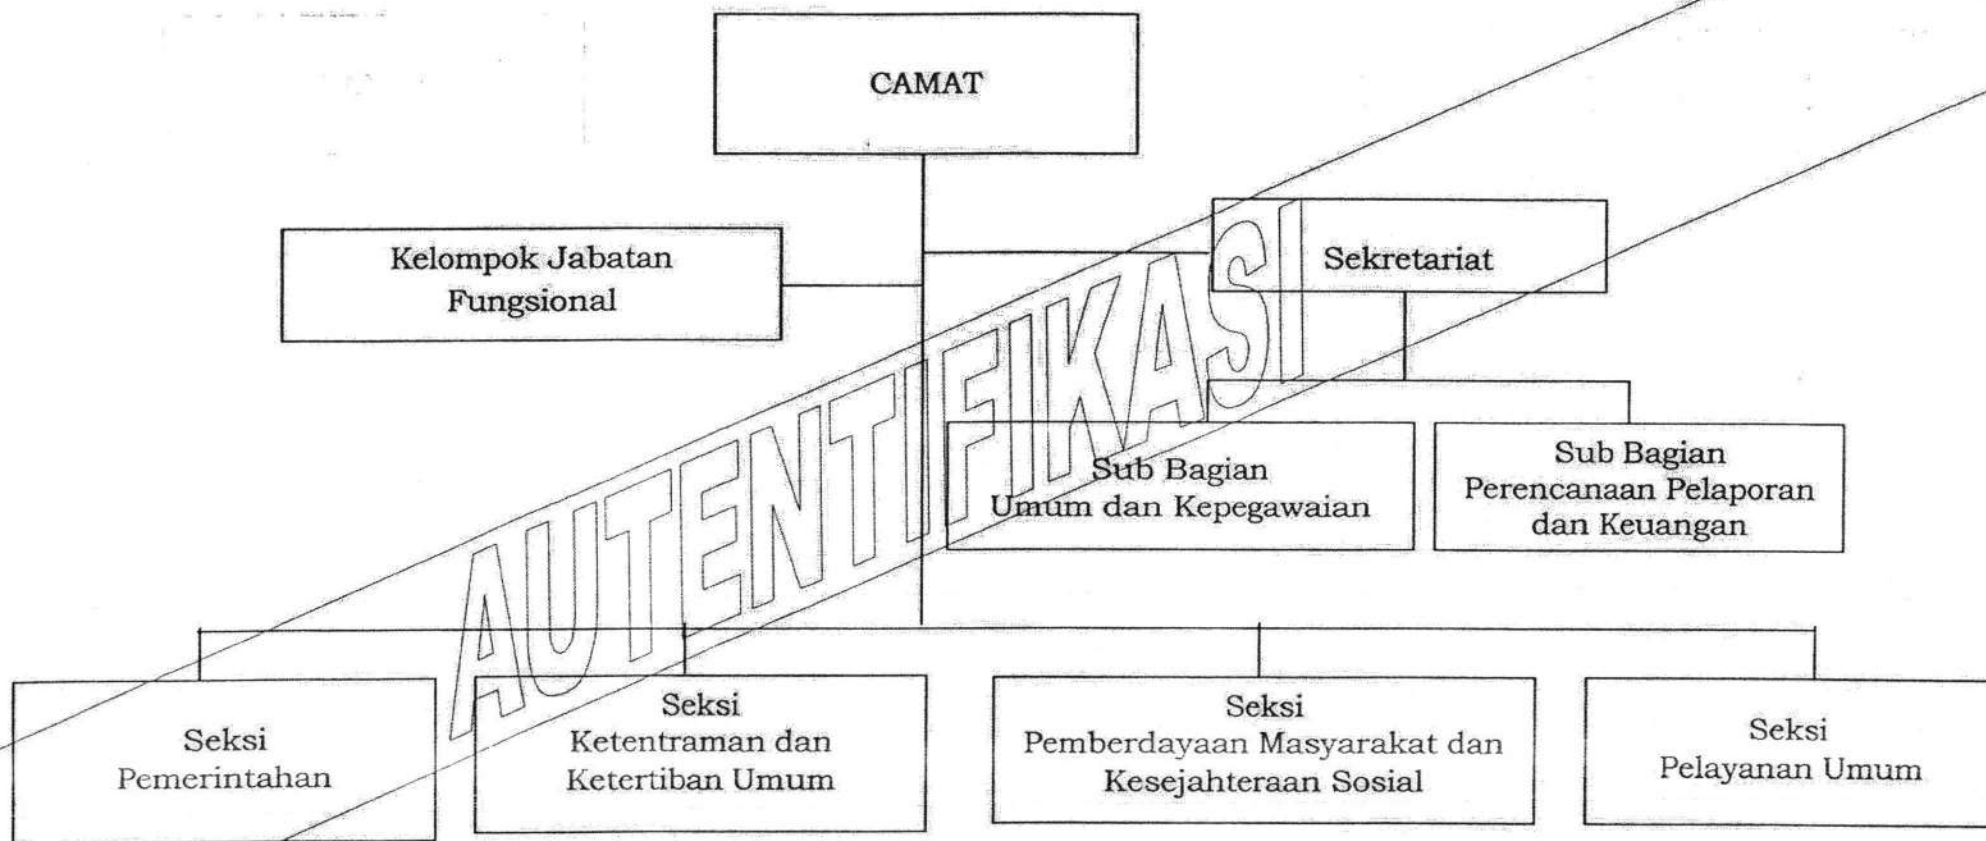 CAMAT
Kelompok Jabatan
Fungsional
Sekretariat
Sub Bagian
Umum dan Kepegawaian
Sub Bagian
Perencanaan Pelaporan
dan Keuangan
AUTENTIFIKASI
Seksi
Pemerintahan
Seksi
Ketentraman dan
Ketertiban Umum
Seksi
Pemberdayaan Masyarakat dan
Kesejahteraan Sosial
Seksi
Pelayanan Umum